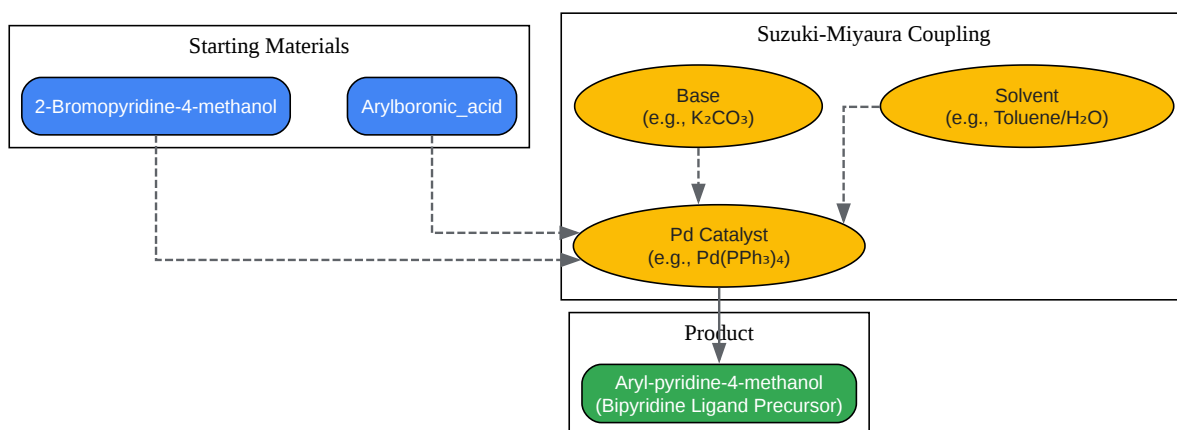 Starting Materials
2-Bromopyridine-4-methanol
Arylboronic_acid
Suzuki-Miyaura Coupling
Base
(e.g., K₂CO₃)
Solvent
(e.g., Toluene/H₂O)
Pd Catalyst
(e.g., Pd(PPh₃)₄)
Product
Aryl-pyridine-4-methanol
(Bipyridine Ligand Precursor)